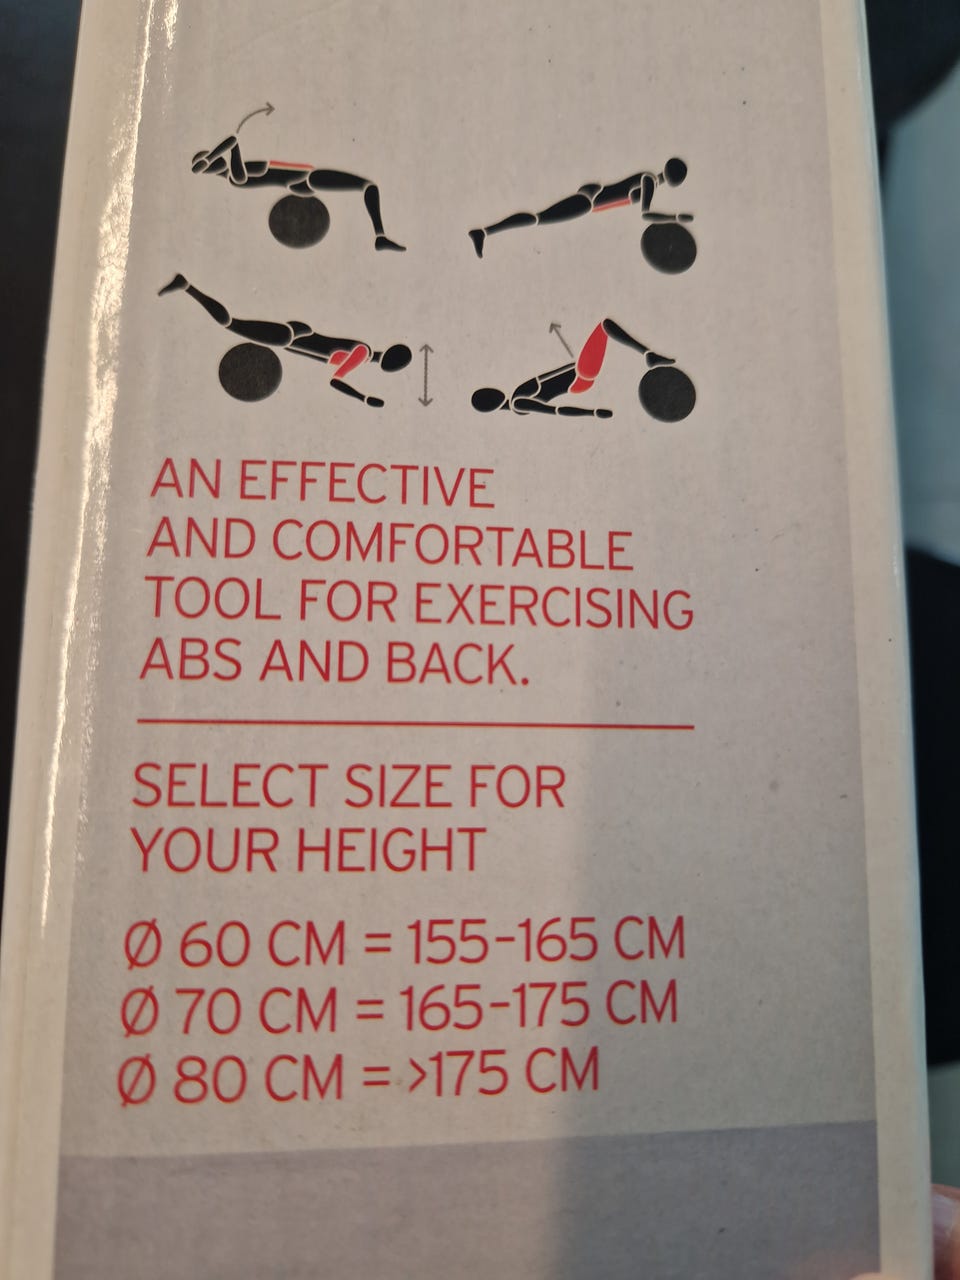 AN EFFECTIVE
AND COMFORTABLE
TOOL FOR EXERCISING
ABS AND BACK.
SELECT SIZE FOR
YOUR HEIGHT
Ø 60 CM = 155-165 CM
Ø 70 CM = 165-175 CM
Ø 80 CM = >175 CM